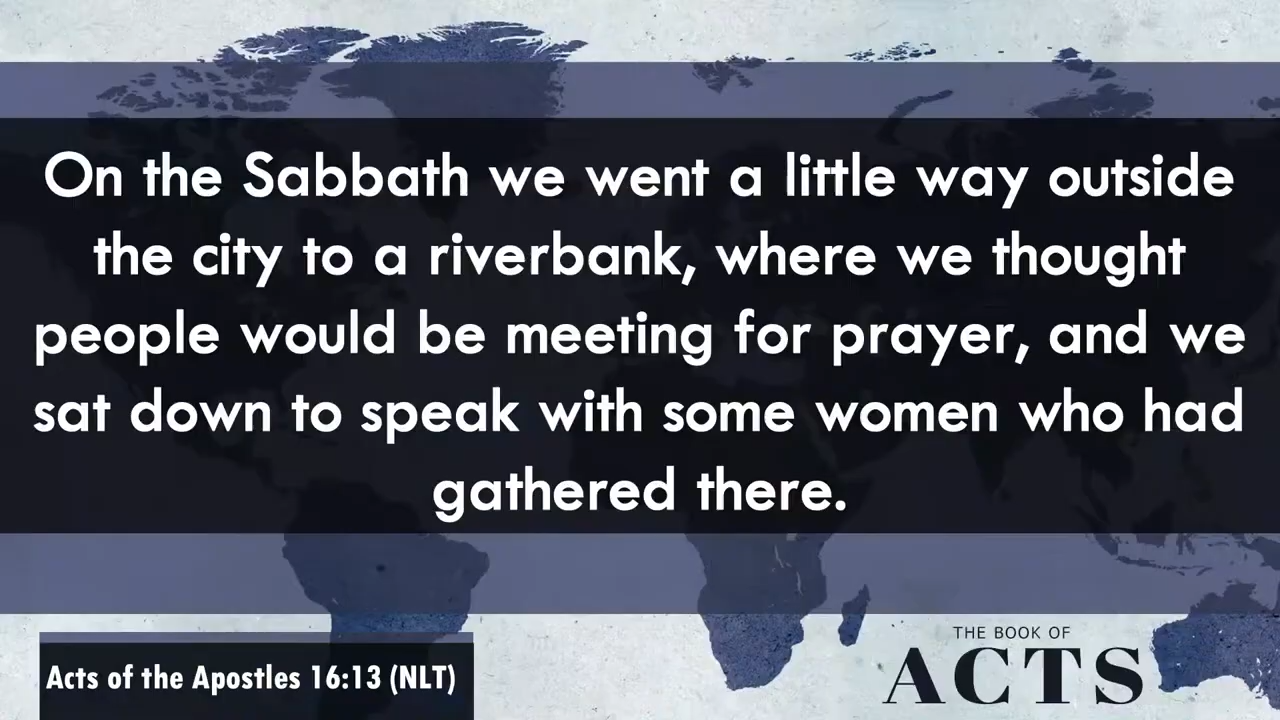 On the Sabbath we went a little way outside
the city to a riverbank, where we thought
people would be meeting for prayer, and we
sat down to speak with some women who had
gathered there.
Acts of the Apostles 16:13 (NLT)
THE BOOK OF
ACTS